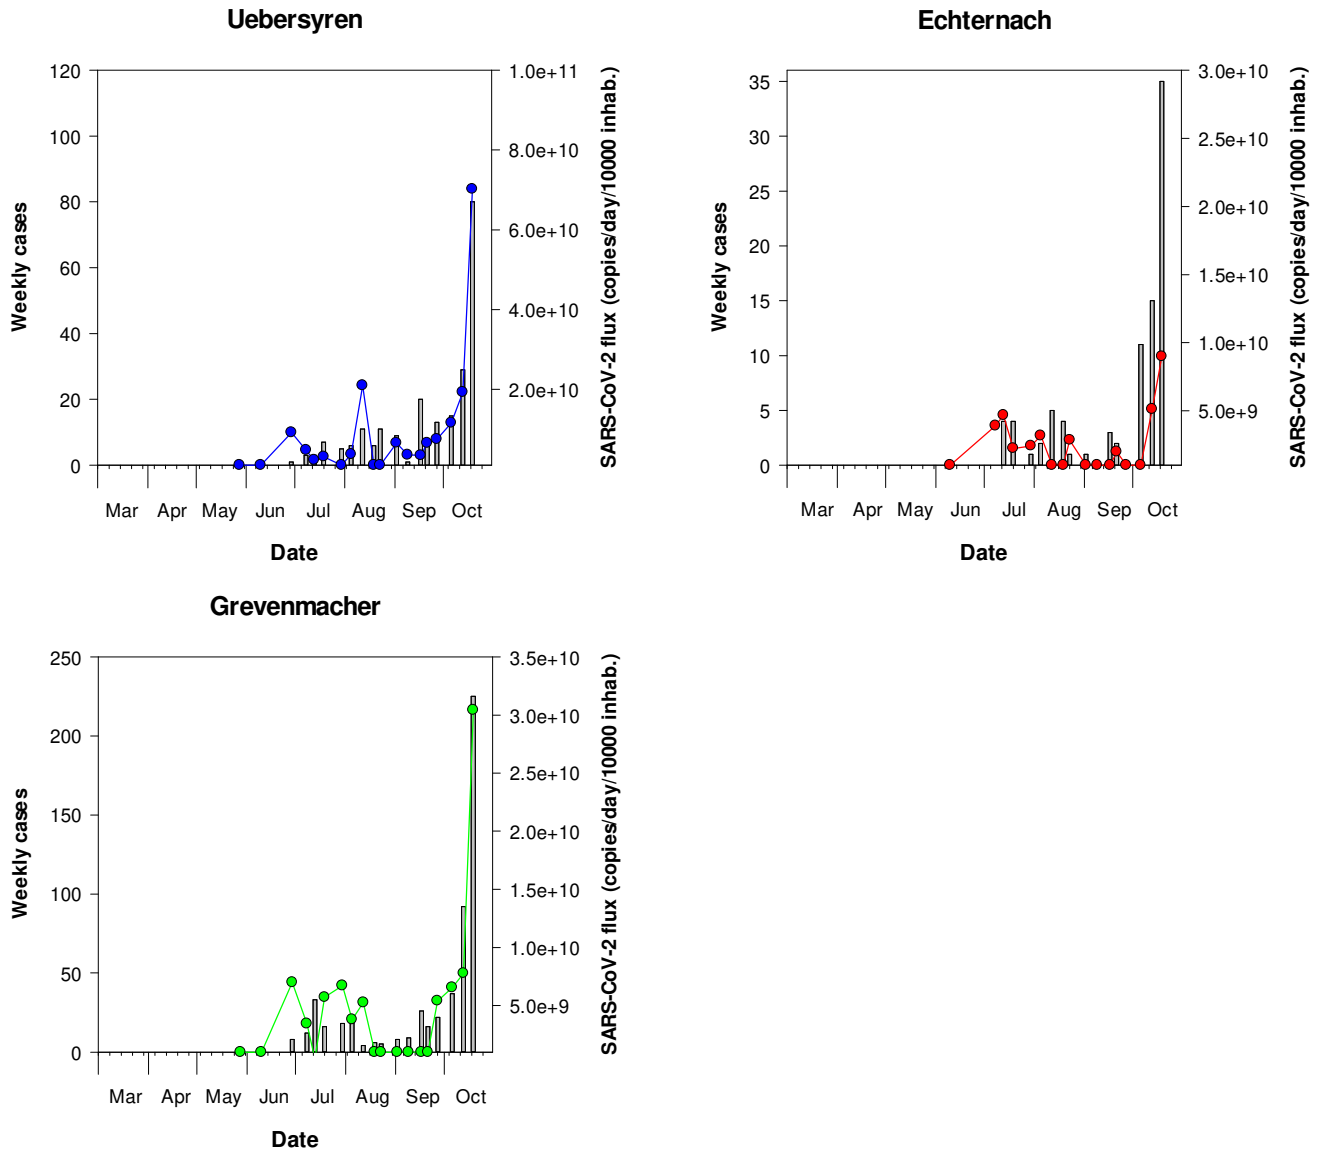 Uebersyren
120
100
80
60
40
20
0
Weekly cases
1.0e+11
8.0e+10
6.0e+10
4.0e+10
2.0e+10
SARS-CoV-2 flux (copies/day/10000 inhab.)
Mar Apr May Jun Jul Aug Sep Oct
Date
Echternach
35
30
25
20
15
10
5
0
Weekly cases
3.0e+10
2.5e+10
2.0e+10
1.5e+10
1.0e+10
5.0e+9
SARS-CoV-2 flux (copies/day/10000 inhab.)
Mar Apr May Jun Jul Aug Sep Oct
Date
Grevenmacher
250
200
150
100
50
0
Weekly cases
3.5e+10
3.0e+10
2.5e+10
2.0e+10
1.5e+10
1.0e+10
5.0e+9
SARS-CoV-2 flux (copies/day/10000 inhab.)
Mar Apr May Jun Jul Aug Sep Oct
Date